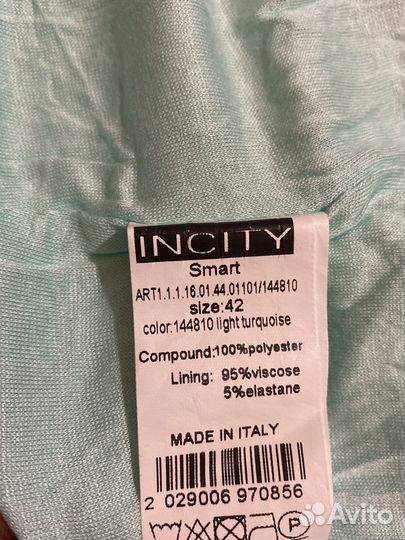 INCITY
Smart
ART1.1.1.16.01.44.01101/144810
size:42
color:144810 light turquoise
Compound:100%polyester
Lining: 95%viscose
5%elastane
MADE IN ITALY
2 029006 970856
P
Avito